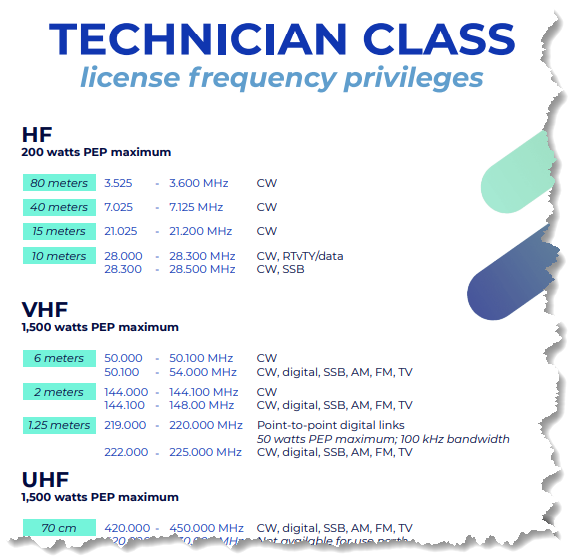 TECHNICIAN CLASS
license frequency privileges
HF
200 watts PEP maximum
80 meters 3.525 - 3.600 MHz CW
40 meters 7.025 - 7.125 MHz CW
15 meters 21.025 - 21.200 MHz CW
10 meters 28.000 - 28.300 MHz CW, RTvTY/data
28.300 - 28.500 MHz CW, SSB
VHF
1,500 watts PEP maximum
6 meters 50.000 - 50.100 MHz CW
50.100 - 54.000 MHz CW, digital, SSB, AM, FM, TV
2 meters 144.000 - 144.100 MHz CW
144.100 - 148.00 MHz CW, digital, SSB, AM, FM, TV
1.25 meters 219.000 - 220.000 MHz Point-to-point digital links
50 watts PEP maximum; 100 kHz bandwidth
222.000 - 225.000 MHz CW, digital, SSB, AM, FM, TV
UHF
1,500 watts PEP maximum
70 cm 420.000 - 450.000 MHz CW, digital, SSB, AM, FM, TV
Not available for use